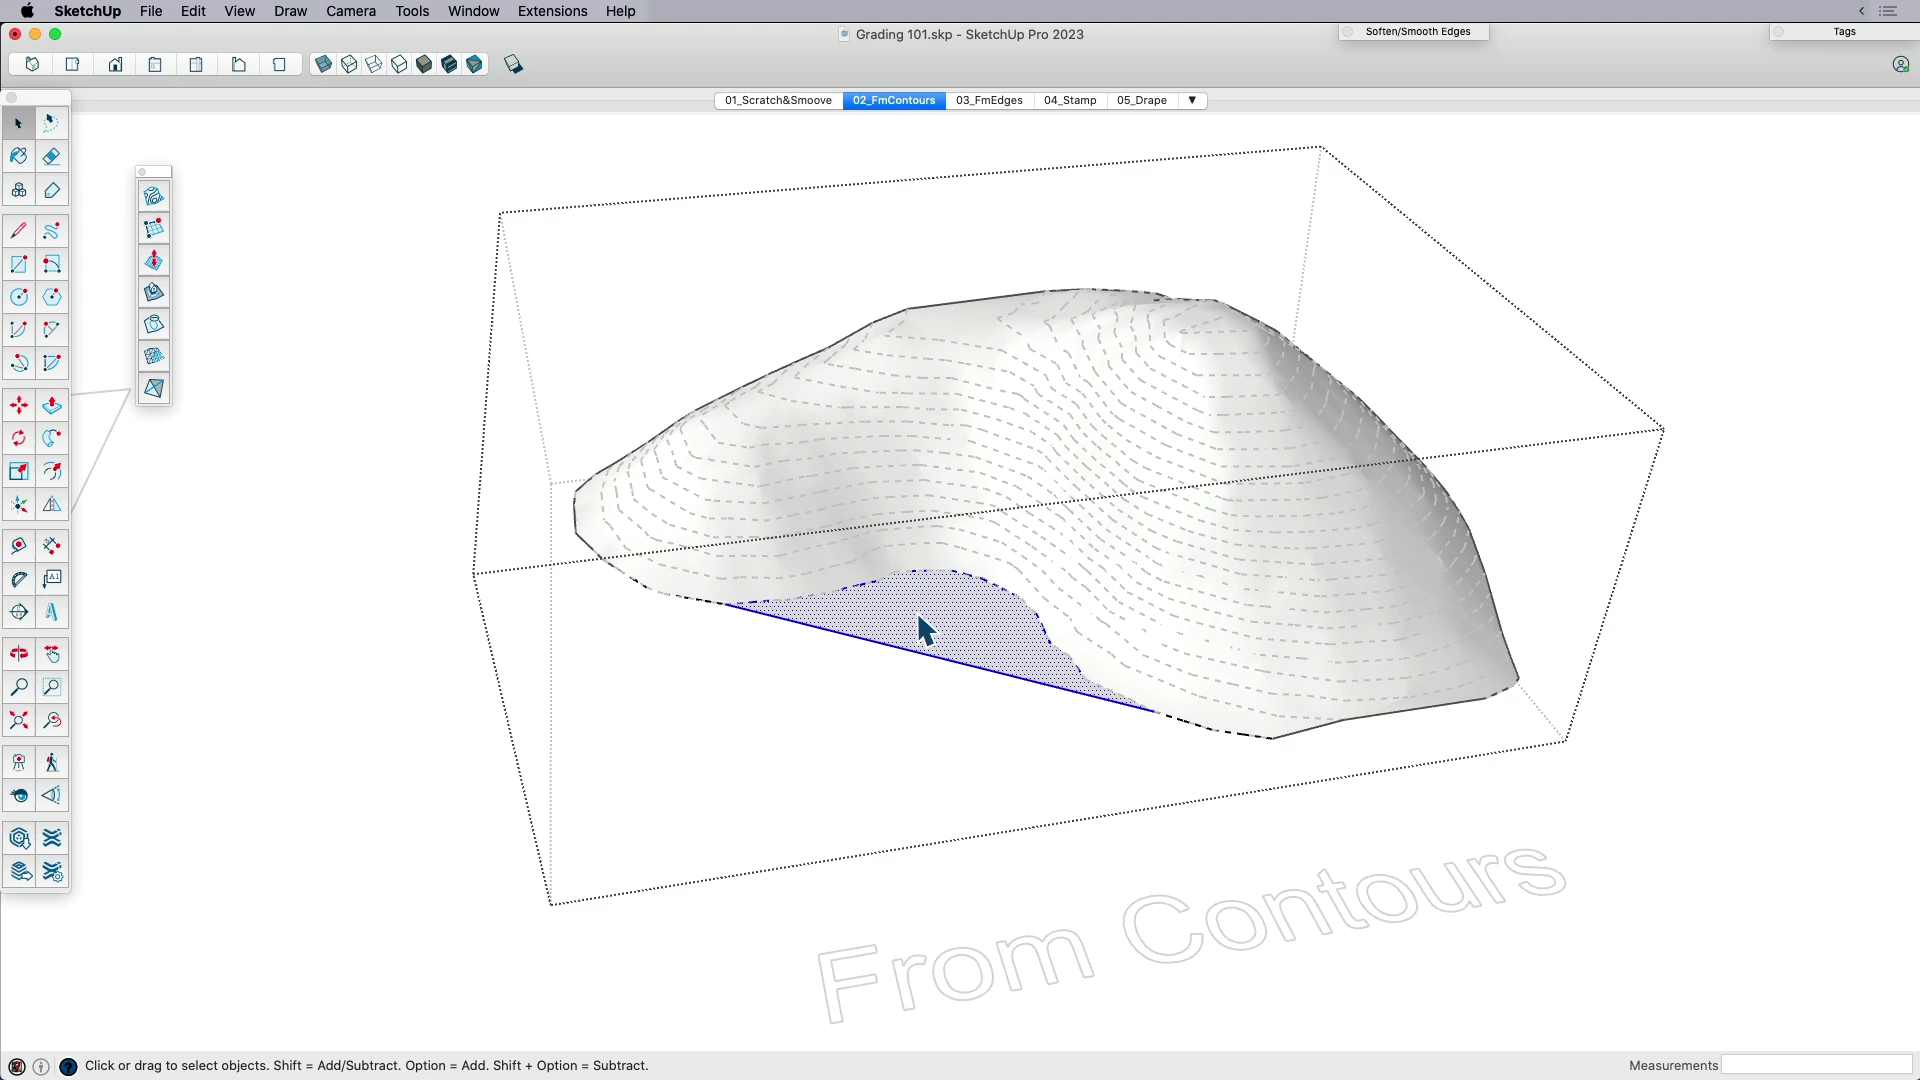 SketchUp File Edit View Draw Camera Tools Window Extensions Help
Grading 101.skp - SketchUp Pro 2023
Soften/Smooth Edges
Tags
01_Scratch&Smoove 02_FmContours 03_FmEdges 04_Stamp 05_Drape
From Contours
Click or drag to select objects. Shift = Add/Subtract. Option = Add. Shift + Option = Subtract.
Measurements